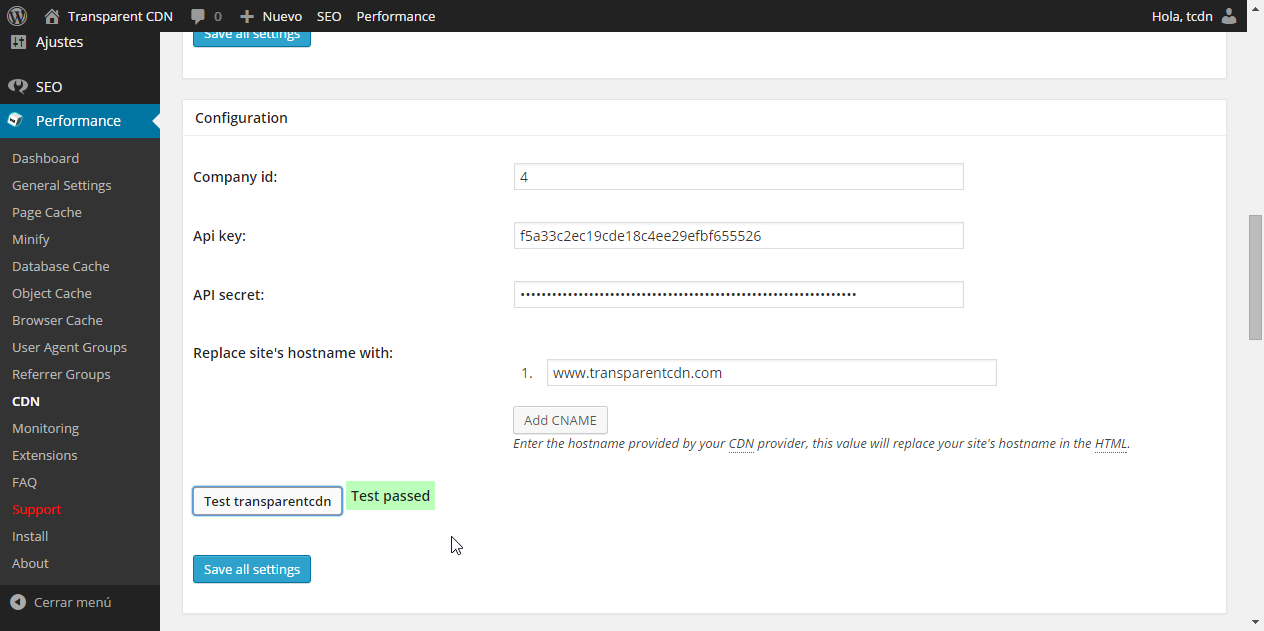 Transparent CDN 0 Nuevo SEO Performance Hola, tcdn
Ajustes
SEO
Performance
Dashboard
General Settings
Page Cache
Minify
Database Cache
Object Cache
Browser Cache
User Agent Groups
Referrer Groups
CDN
Monitoring
Extensions
FAQ
Support
Install
About
Cerrar menú
Save all settings
Configuration
Company id: 4
Api key: f5a33c2ec19cde18c4ee29efbf655526
API secret: ••••••••••••••••••••••••••••••••••••••••••••••••••••••••••••••••
Replace site's hostname with:
1. www.transparentcdn.com
Add CNAME
Enter the hostname provided by your CDN provider, this value will replace your site's hostname in the HTML.
Test transparentcdn Test passed
Save all settings